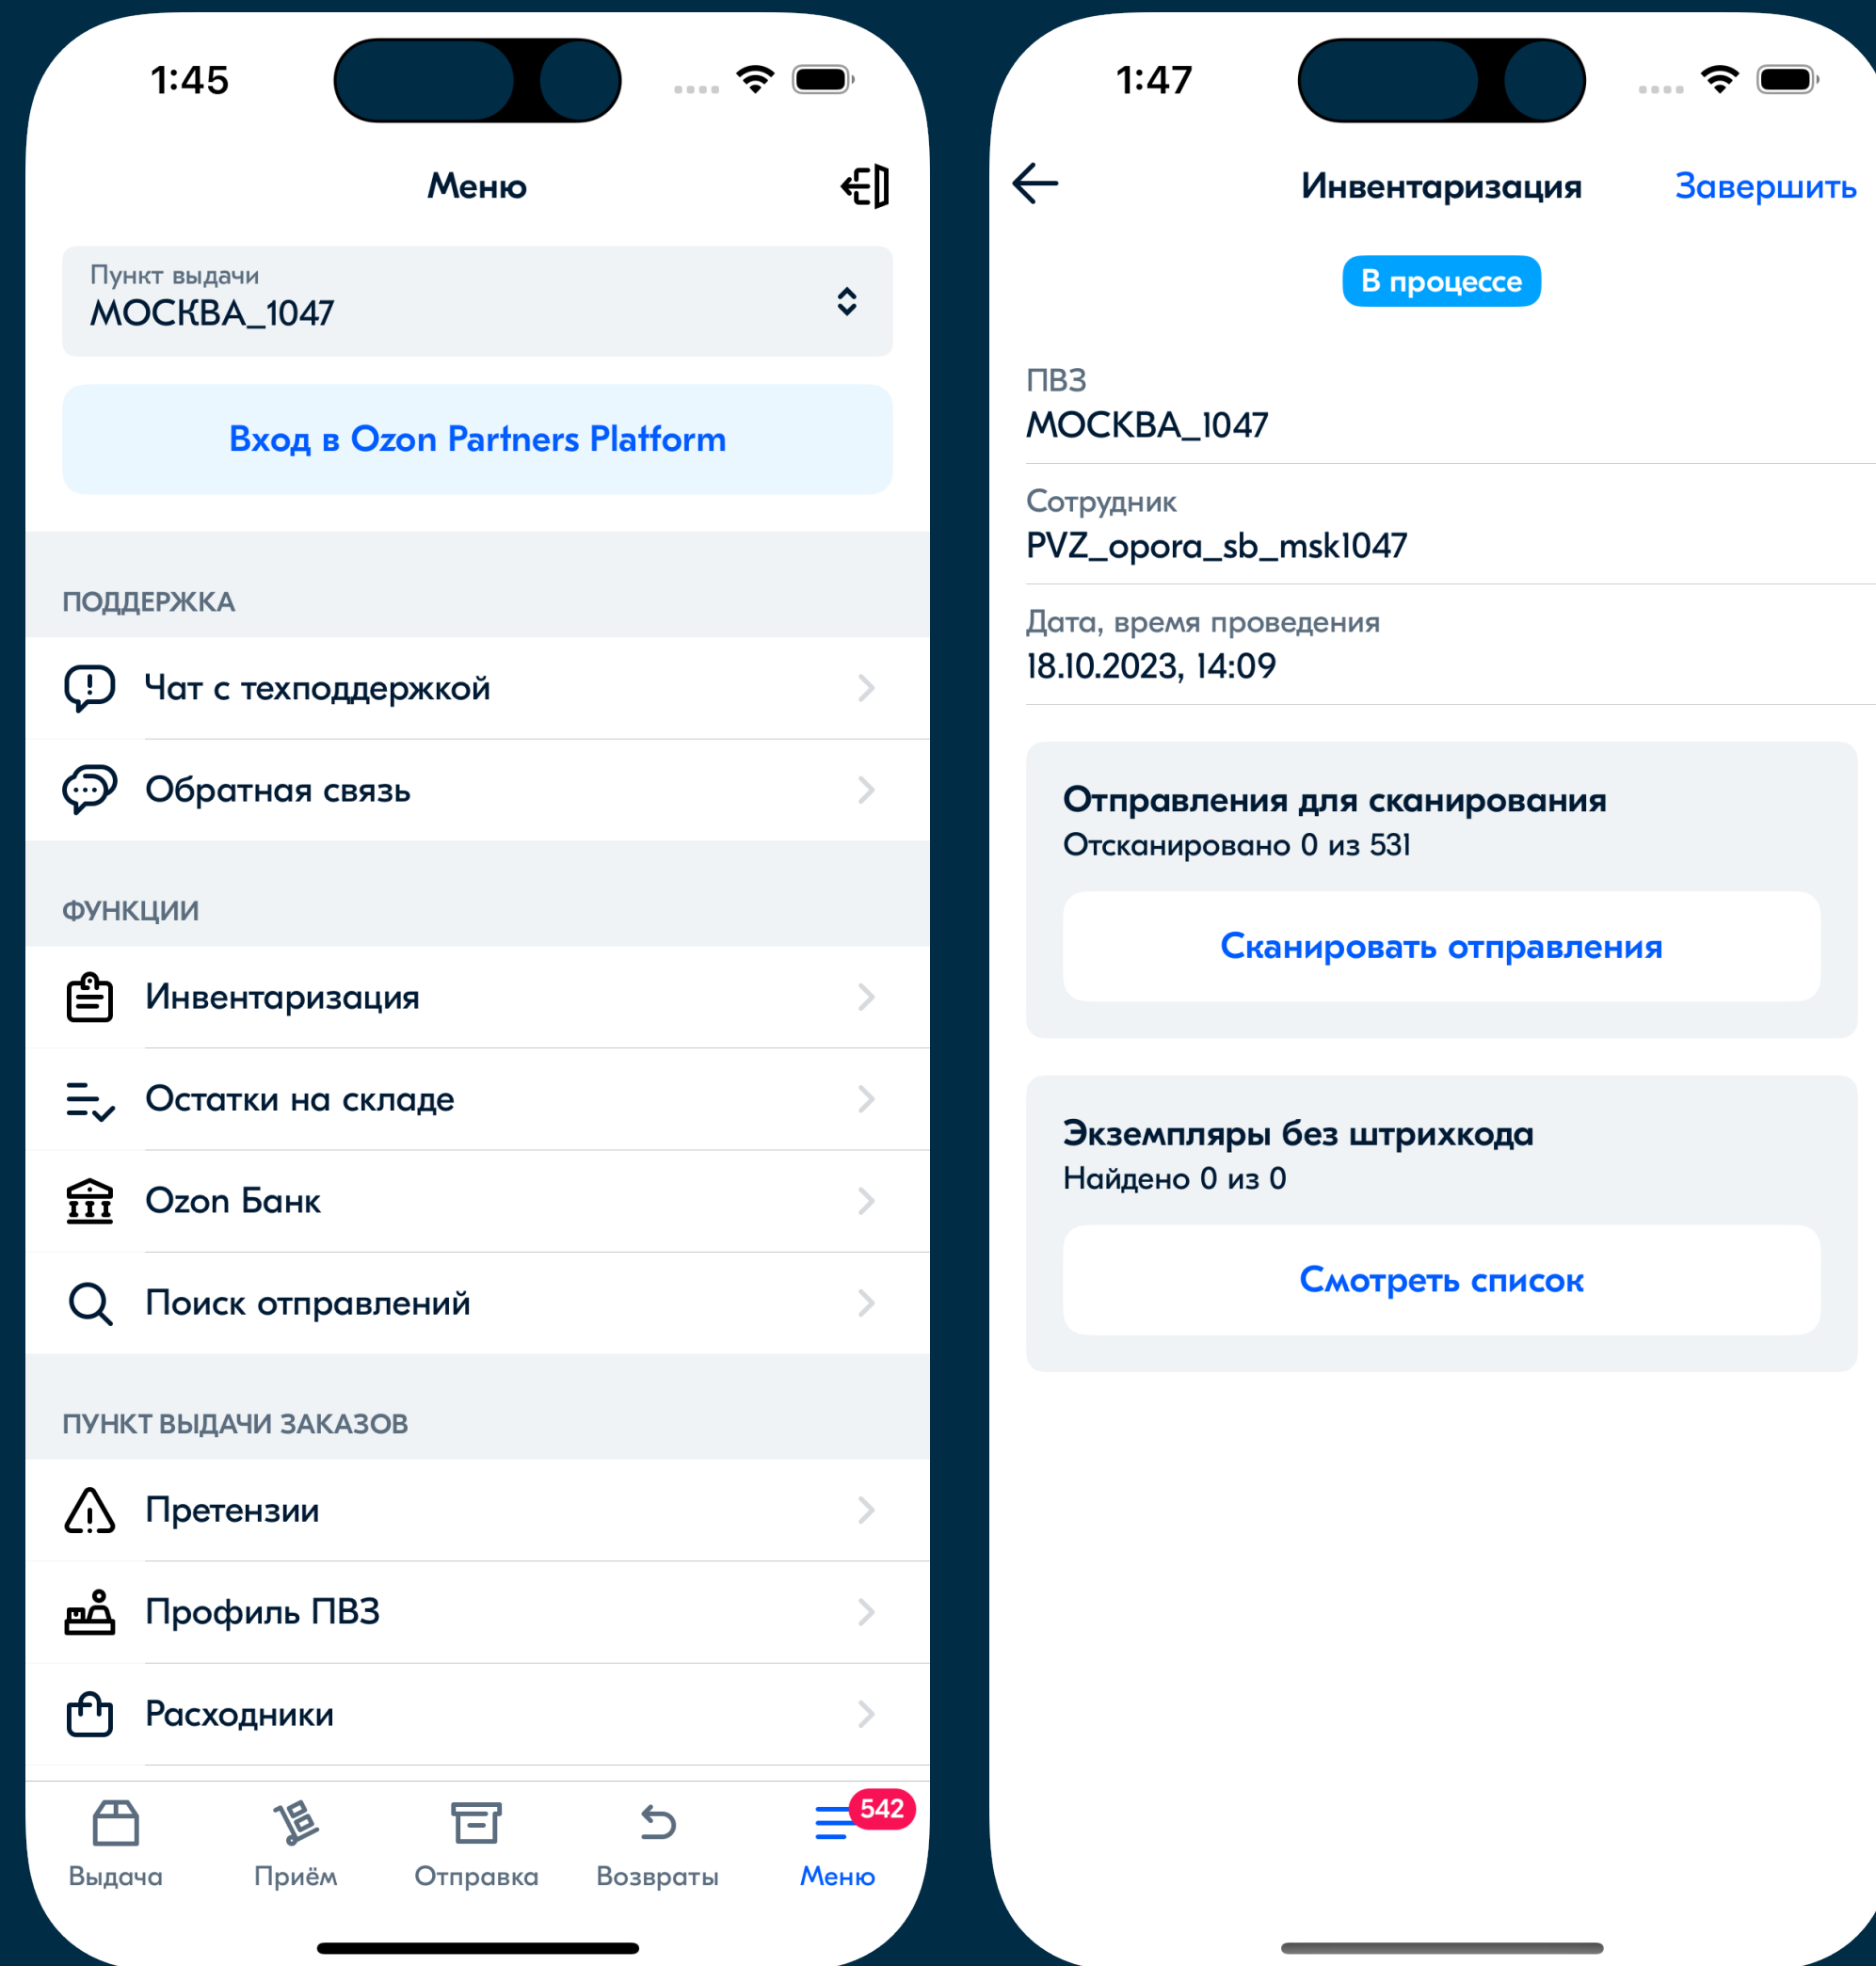 1:45
Меню
Пункт выдачи
МОСКВА_1047
Вход в Ozon Partners Platform
ПОДДЕРЖКА
Чат с техподдержкой
Обратная связь
ФУНКЦИИ
Инвентаризация
Остатки на складе
Ozon Банк
Поиск отправлений
ПУНКТ ВЫДАЧИ ЗАКАЗОВ
Претензии
Профиль ПВЗ
Расходники
542
Выдача
Приём
Отправка
Возвраты
Меню
1:47
Инвентаризация
Завершить
В процессе
ПВЗ
МОСКВА_1047
Сотрудник
PVZ_opora_sb_msk1047
Дата, время проведения
18.10.2023, 14:09
Отправления для сканирования
Отсканировано 0 из 531
Сканировать отправления
Экземпляры без штрихкода
Найдено 0 из 0
Смотреть список